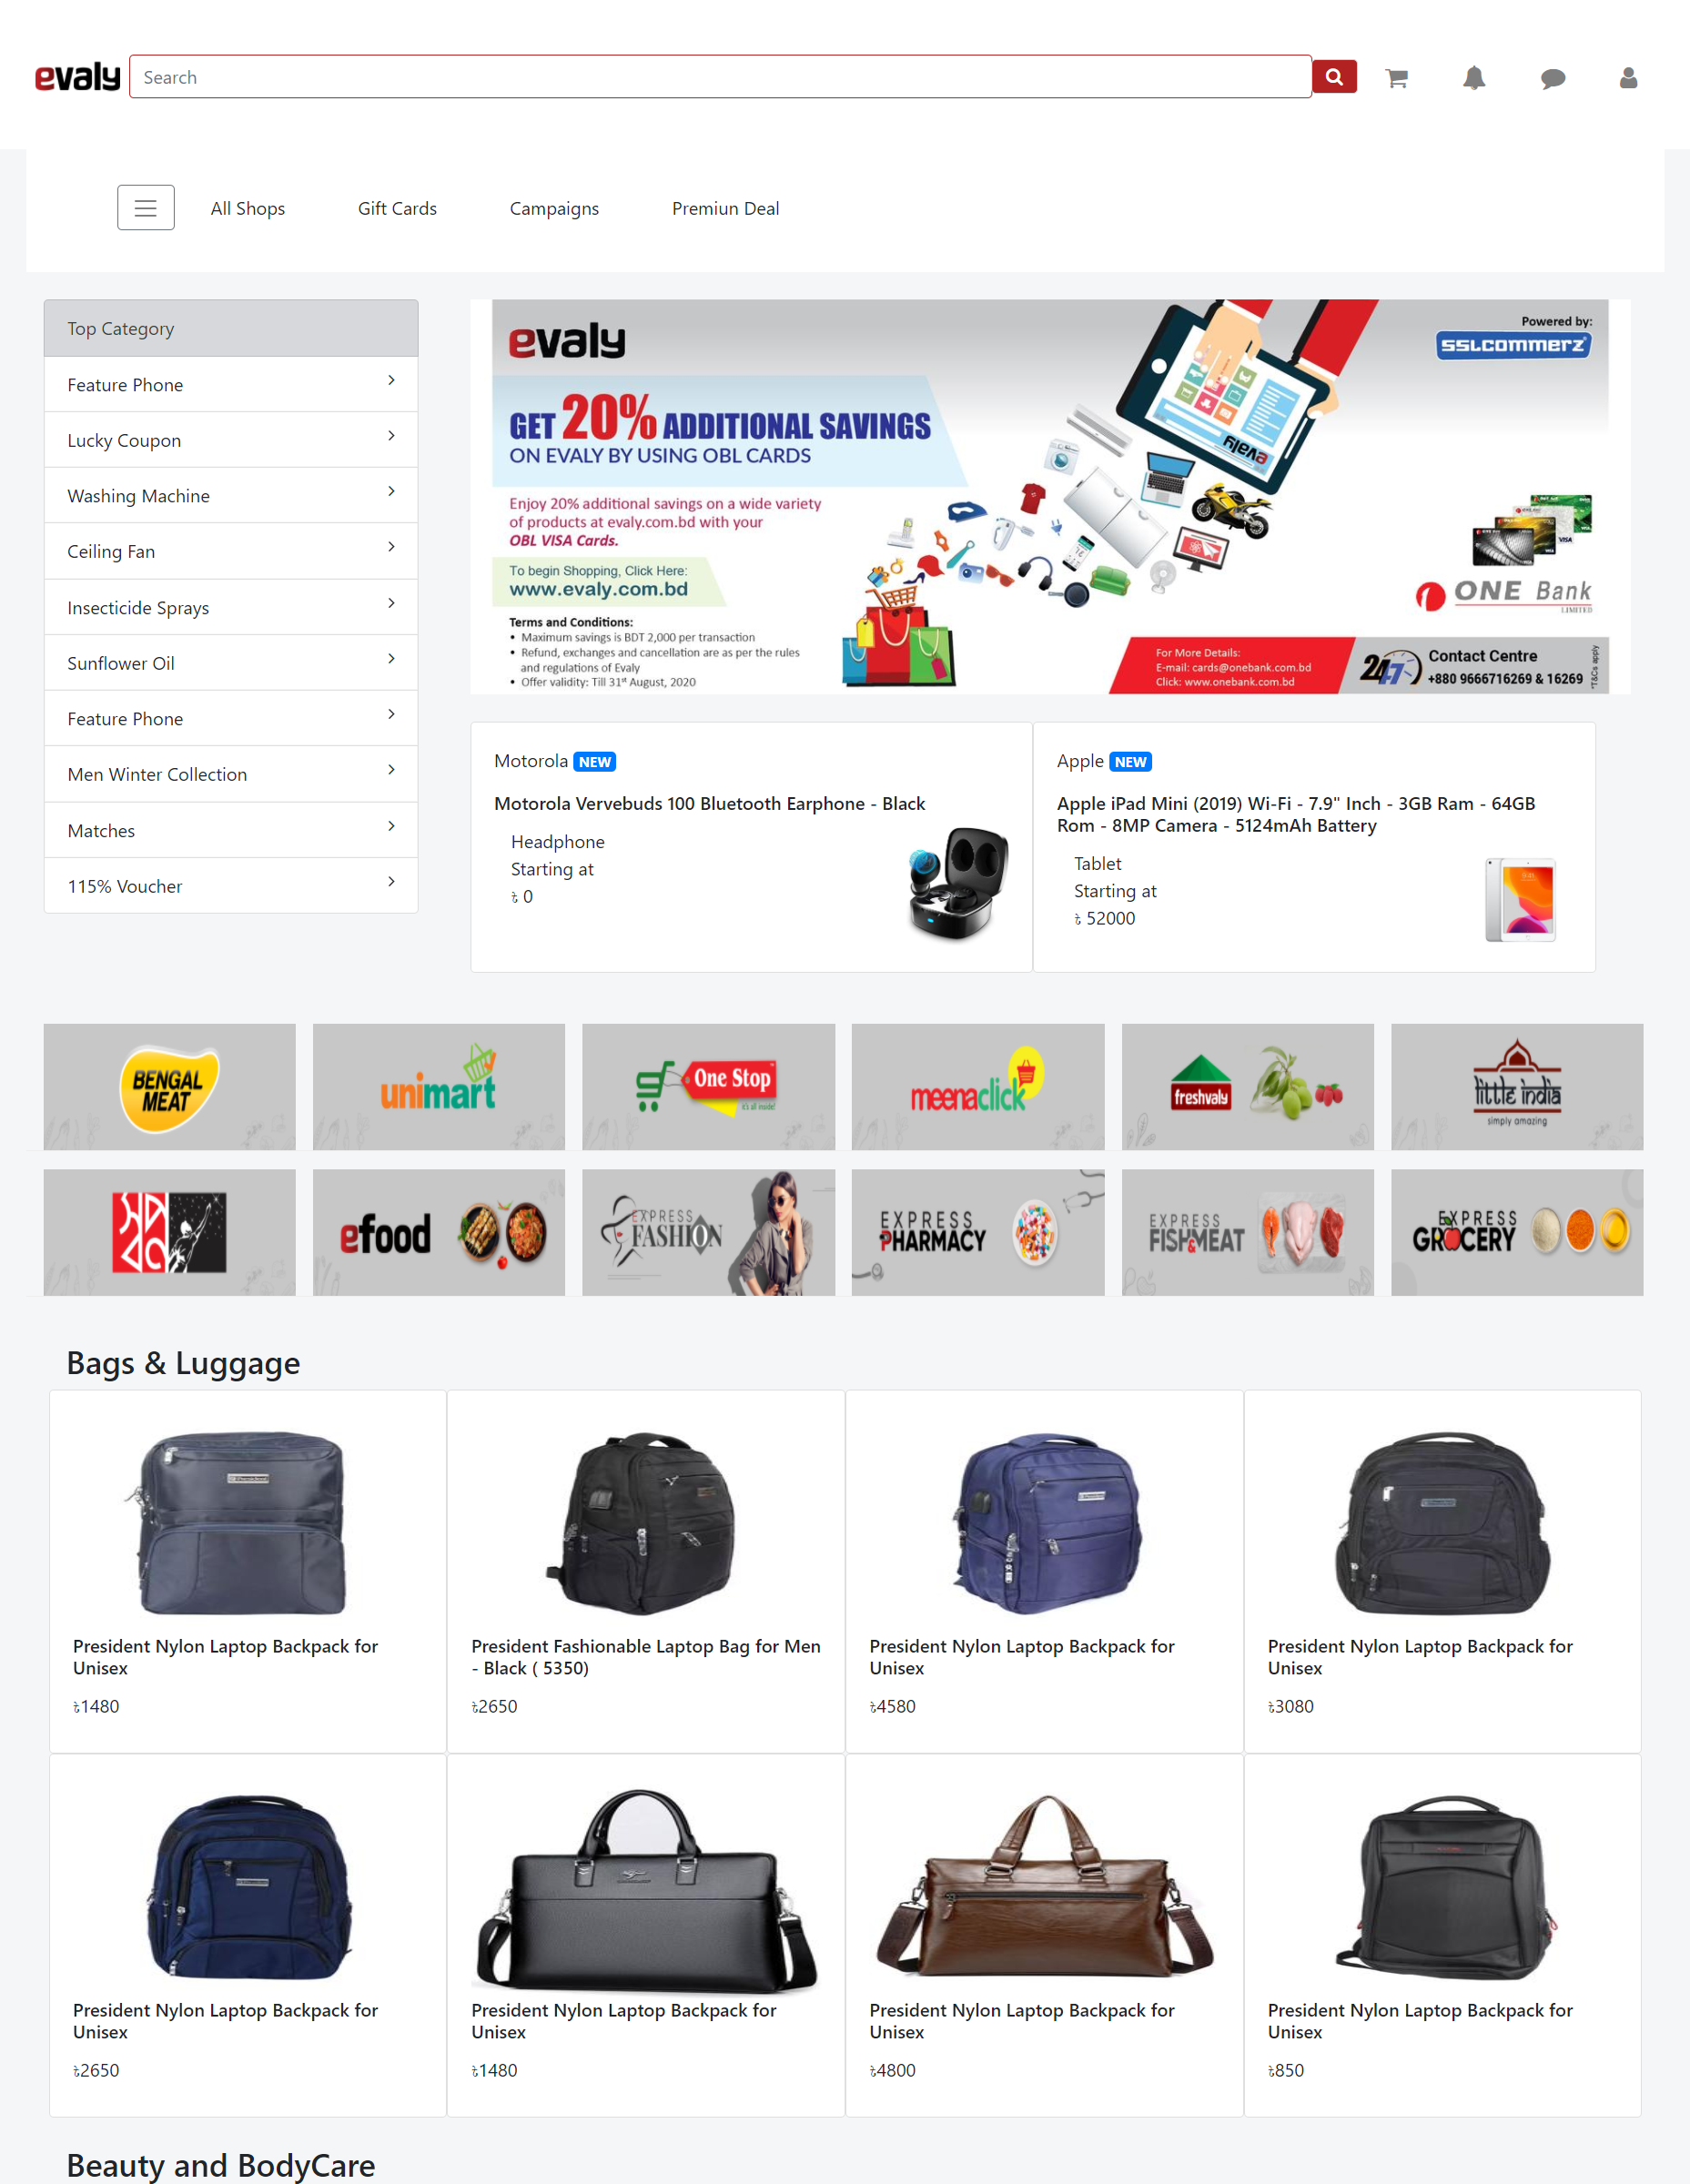 evaly
Search
All Shops
Gift Cards
Campaigns
Premiun Deal
Top Category
Feature Phone
Lucky Coupon
Washing Machine
Ceiling Fan
Insecticide Sprays
Sunflower Oil
Feature Phone
Men Winter Collection
Matches
115% Voucher
evaly
Powered by:
SSLCOMMERZ
GET 20% ADDITIONAL SAVINGS
ON EVALY BY USING OBL CARDS
Enjoy 20% additional savings on a wide variety
of products at evaly.com.bd with your
OBL VISA Cards.
To begin Shopping, Click Here:
www.evaly.com.bd
Terms and Conditions:
• Maximum savings is BDT 2,000 per transaction
• Refund, exchanges and cancellation are as per the rules
and regulations of Evaly
• Offer validity: Till 31st August, 2020
evaly
VISA
ONE Bank
LIMITED
For More Details:
E-mail: cards@onebank.com.bd
Click: www.onebank.com.bd
24/7
Contact Centre
+880 9666716269 & 16269
*T&Cs apply
Motorola NEW
Motorola Vervebuds 100 Bluetooth Earphone - Black
Headphone
Starting at
৳ 0
Apple NEW
Apple iPad Mini (2019) Wi-Fi - 7.9" Inch - 3GB Ram - 64GB
Rom - 8MP Camera - 5124mAh Battery
Tablet
Starting at
৳ 52000
BENGAL
MEAT
unimart
One Stop
it's all inside!
meenaclick
freshvaly
little india
simply amazing
স্বপ্ন
efood
EXPRESS
FASHION
EXPRESS
PHARMACY
EXPRESS
FISH&MEAT
EXPRESS
GROCERY
Bags & Luggage
President Nylon Laptop Backpack for
Unisex
৳1480
President Fashionable Laptop Bag for Men
- Black ( 5350)
৳2650
President Nylon Laptop Backpack for
Unisex
৳4580
President Nylon Laptop Backpack for
Unisex
৳3080
President Nylon Laptop Backpack for
Unisex
৳2650
President Nylon Laptop Backpack for
Unisex
৳1480
President Nylon Laptop Backpack for
Unisex
৳4800
President Nylon Laptop Backpack for
Unisex
৳850
Beauty and BodyCare